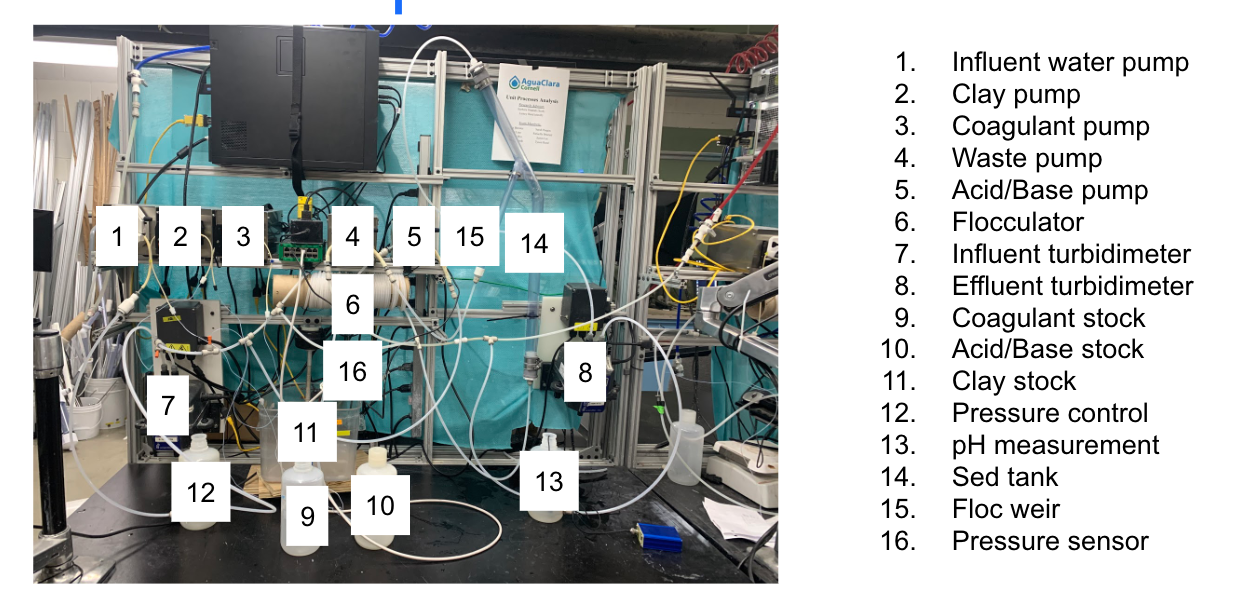 AguaClara
Cornell
Unit Processes Analysis
1
2
3
4
5
15
14
6
16
8
7
11
13
12
10
9
1. Influent water pump
2. Clay pump
3. Coagulant pump
4. Waste pump
5. Acid/Base pump
6. Flocculator
7. Influent turbidimeter
8. Effluent turbidimeter
9. Coagulant stock
10. Acid/Base stock
11. Clay stock
12. Pressure control
13. pH measurement
14. Sed tank
15. Floc weir
16. Pressure sensor